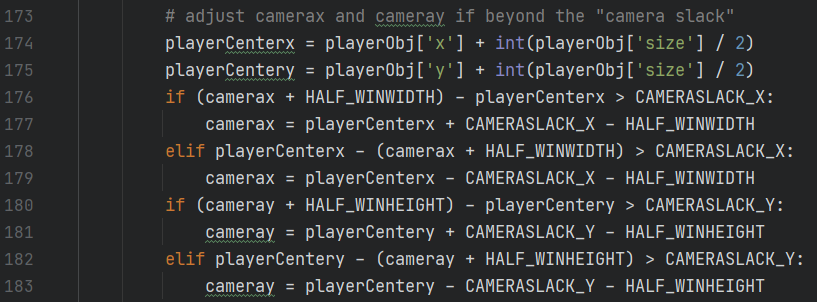 173 # adjust camerax and cameray if beyond the "camera slack"
174 playerCenterx = playerObj['x'] + int(playerObj['size'] / 2)
175 playerCentery = playerObj['y'] + int(playerObj['size'] / 2)
176 if (camerax + HALF_WINWIDTH) - playerCenterx > CAMERASLACK_X:
177     camerax = playerCenterx + CAMERASLACK_X - HALF_WINWIDTH
178 elif playerCenterx - (camerax + HALF_WINWIDTH) > CAMERASLACK_X:
179     camerax = playerCenterx - CAMERASLACK_X - HALF_WINWIDTH
180 if (cameray + HALF_WINHEIGHT) - playerCentery > CAMERASLACK_Y:
181     cameray = playerCentery + CAMERASLACK_Y - HALF_WINHEIGHT
182 elif playerCentery - (cameray + HALF_WINHEIGHT) > CAMERASLACK_Y:
183     cameray = playerCentery - CAMERASLACK_Y - HALF_WINHEIGHT